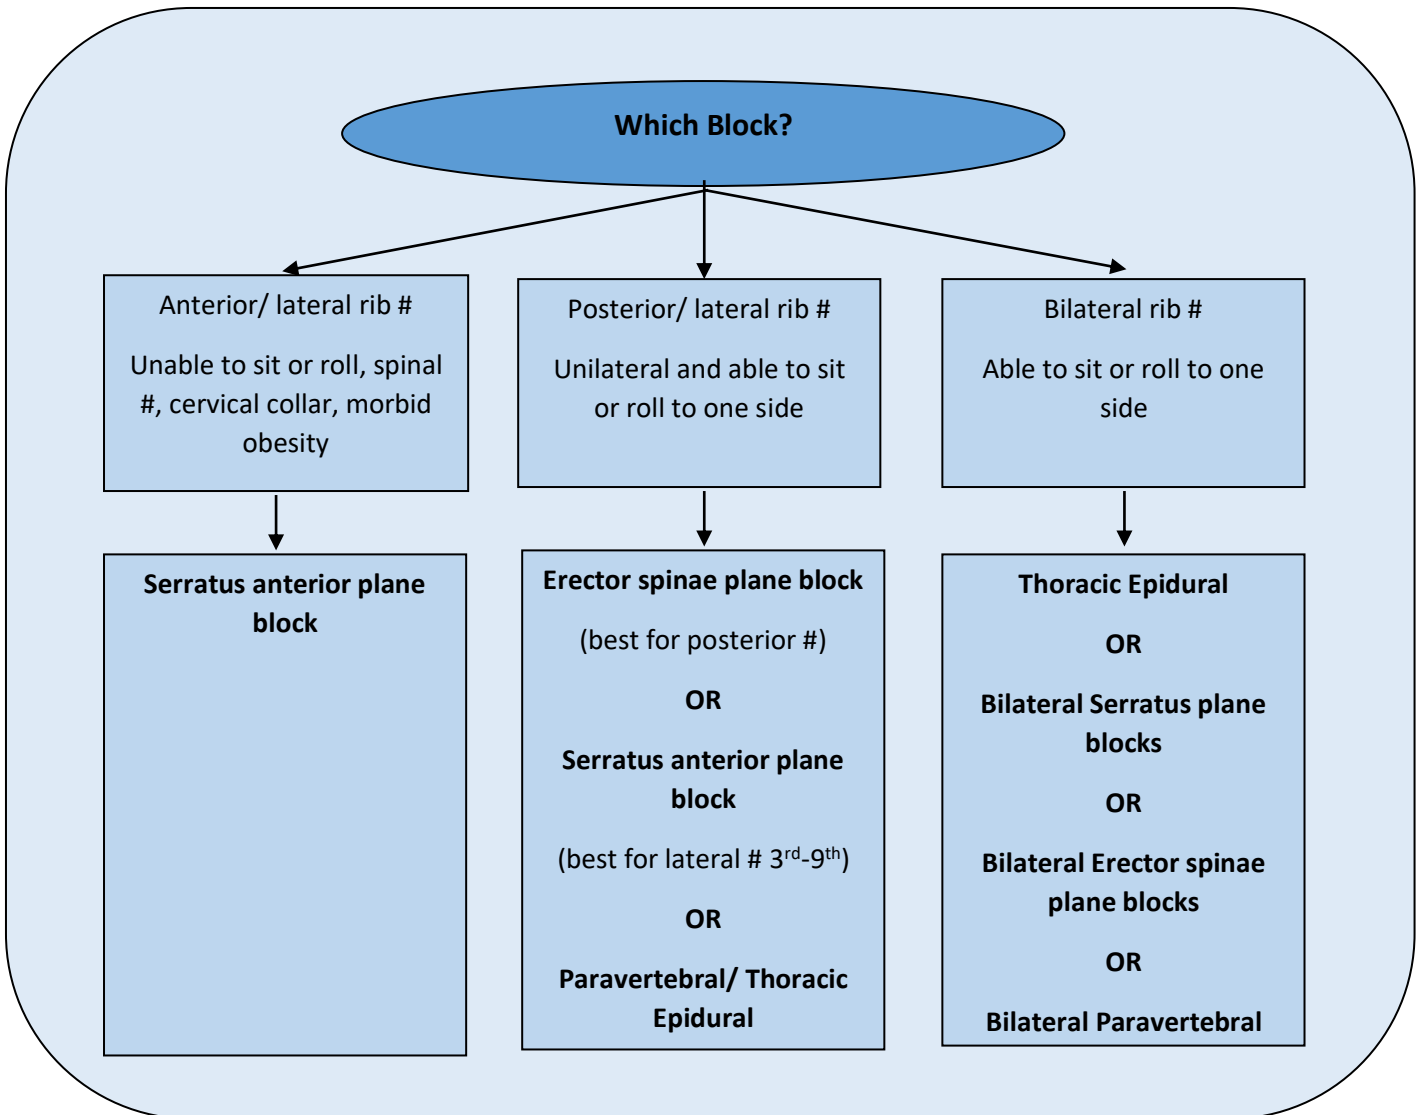 Which Block?
Anterior/ lateral rib #
Unable to sit or roll, spinal
#, cervical collar, morbid
obesity
Posterior/ lateral rib #
Unilateral and able to sit
or roll to one side
Bilateral rib #
Able to sit or roll to one
side
Serratus anterior plane
block
Erector spinae plane block
(best for posterior #)
OR
Serratus anterior plane
block
(best for lateral # 3rd-9th)
OR
Paravertebral/ Thoracic
Epidural
Thoracic Epidural
OR
Bilateral Serratus plane
blocks
OR
Bilateral Erector spinae
plane blocks
OR
Bilateral Paravertebral